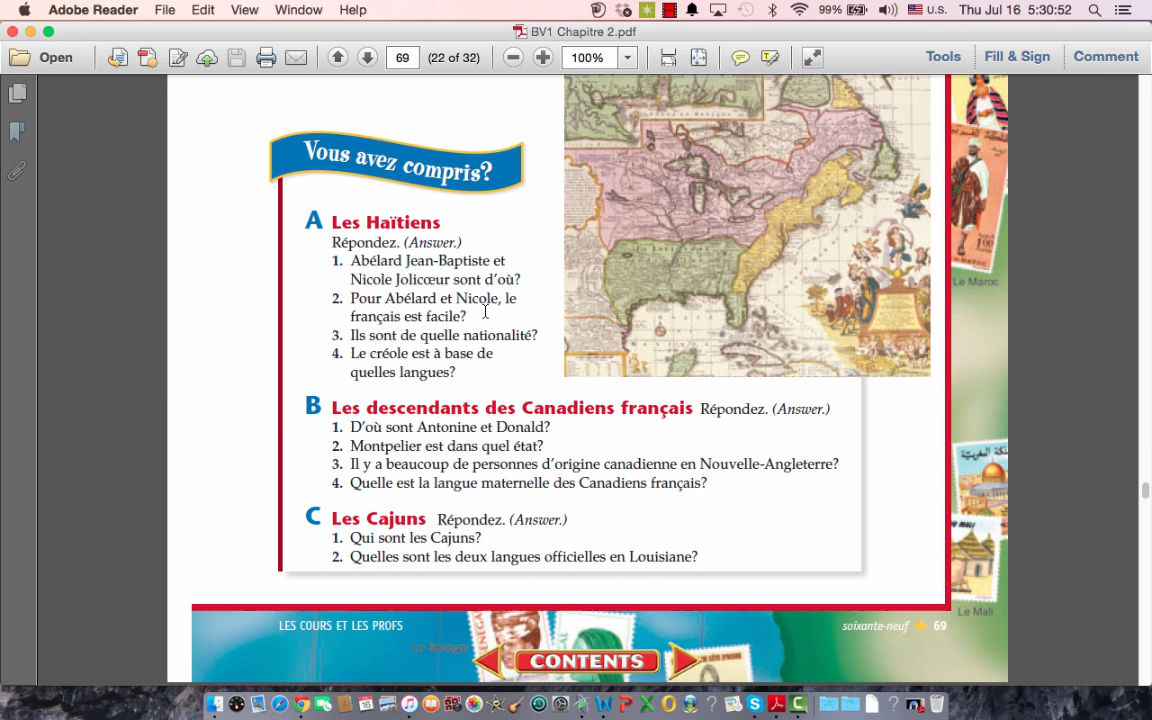 Adobe Reader File Edit View Window Help 99% U.S. Thu Jul 16 5:30:52
BV1 Chapitre 2.pdf
Open 69 (22 of 32) 100% Tools Fill & Sign Comment
Vous avez compris?
A Les Haïtiens
Répondez. (Answer.)
1. Abélard Jean-Baptiste et
Nicole Jolicœur sont d'où?
2. Pour Abélard et Nicole, le
français est facile?
3. Ils sont de quelle nationalité?
4. Le créole est à base de
quelles langues?
B Les descendants des Canadiens français Répondez. (Answer.)
1. D'où sont Antonine et Donald?
2. Montpelier est dans quel état?
3. Il y a beaucoup de personnes d'origine canadienne en Nouvelle-Angleterre?
4. Quelle est la langue maternelle des Canadiens français?
C Les Cajuns Répondez. (Answer.)
1. Qui sont les Cajuns?
2. Quelles sont les deux langues officielles en Louisiane?
Le Maroc
1.00
Le Mali
LES COURS ET LES PROFS
soixante-neuf 69
Le Sénégal
CONTENTS